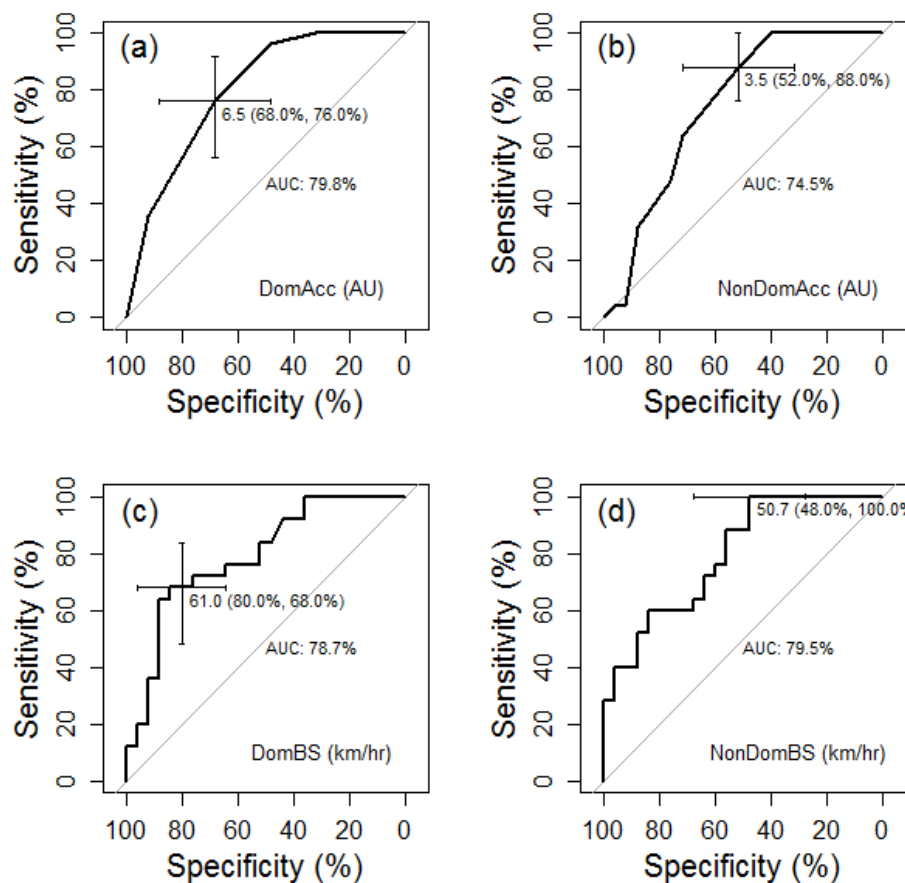 (a)
100
80
60
40
20
0
Sensitivity (%)
6.5 (68.0%, 76.0%)
AUC: 79.8%
DomAcc (AU)
100 80 60 40 20 0
Specificity (%)
(b)
100
80
60
40
20
0
Sensitivity (%)
3.5 (52.0%, 88.0%)
AUC: 74.5%
NonDomAcc (AU)
100 80 60 40 20 0
Specificity (%)
(c)
100
80
60
40
20
0
Sensitivity (%)
61.0 (80.0%, 68.0%)
AUC: 78.7%
DomBS (km/hr)
100 80 60 40 20 0
Specificity (%)
(d)
100
80
60
40
20
0
Sensitivity (%)
50.7 (48.0%, 100.0%
AUC: 79.5%
NonDomBS (km/hr)
100 80 60 40 20 0
Specificity (%)